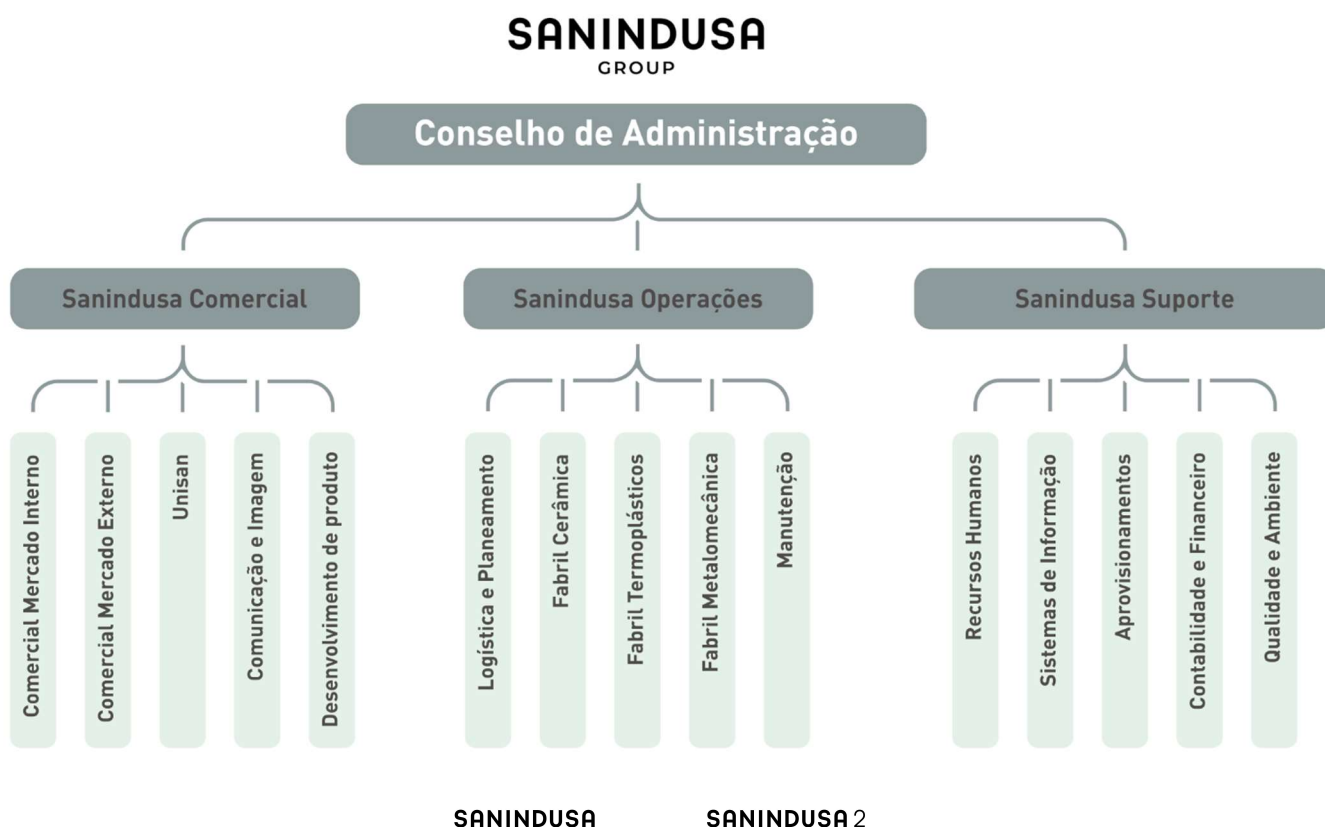 SANINDUSA
GROUP
Conselho de Administração
Sanindusa Comercial
Sanindusa Operações
Sanindusa Suporte
Comercial Mercado Interno
Comercial Mercado Externo
Unisan
Comunicação e Imagem
Desenvolvimento de produto
Logística e Planeamento
Fabril Cerâmica
Fabril Termoplásticos
Fabril Metalomecânica
Manutenção
Recursos Humanos
Sistemas de Informação
Aprovisionamentos
Contabilidade e Financeiro
Qualidade e Ambiente
SANINDUSA
SANINDUSA 2